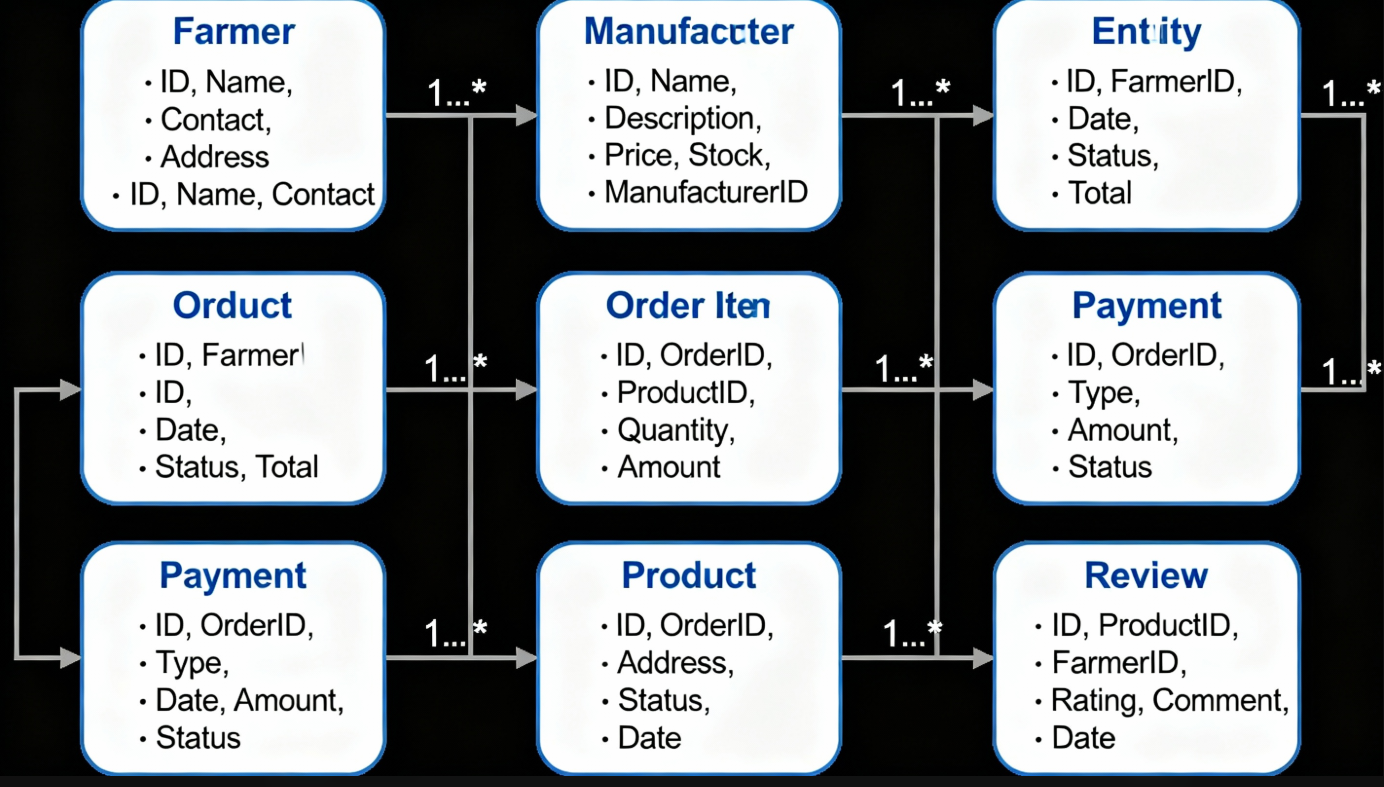 Farmer
• ID, Name,
• Contact,
• Address
• ID, Name, Contact
1...*
Manufaccter
• ID, Name,
• Description,
• Price, Stock,
• ManufacturerID
1...*
Entity
• ID, FarmerID,
• Date,
• Status,
• Total
1...*
Orduct
• ID, Farmer
• ID,
• Date,
• Status, Total
1...*
Order Iten
• ID, OrderID,
• ProductID,
• Quantity,
• Amount
1...*
Payment
• ID, OrderID,
• Type,
• Amount,
• Status
1...*
Payment
• ID, OrderID,
• Type,
• Date, Amount,
• Status
1...*
Product
• ID, OrderID,
• Address,
• Status,
• Date
1...*
Review
• ID, ProductID,
• FarmerID,
• Rating, Comment,
• Date